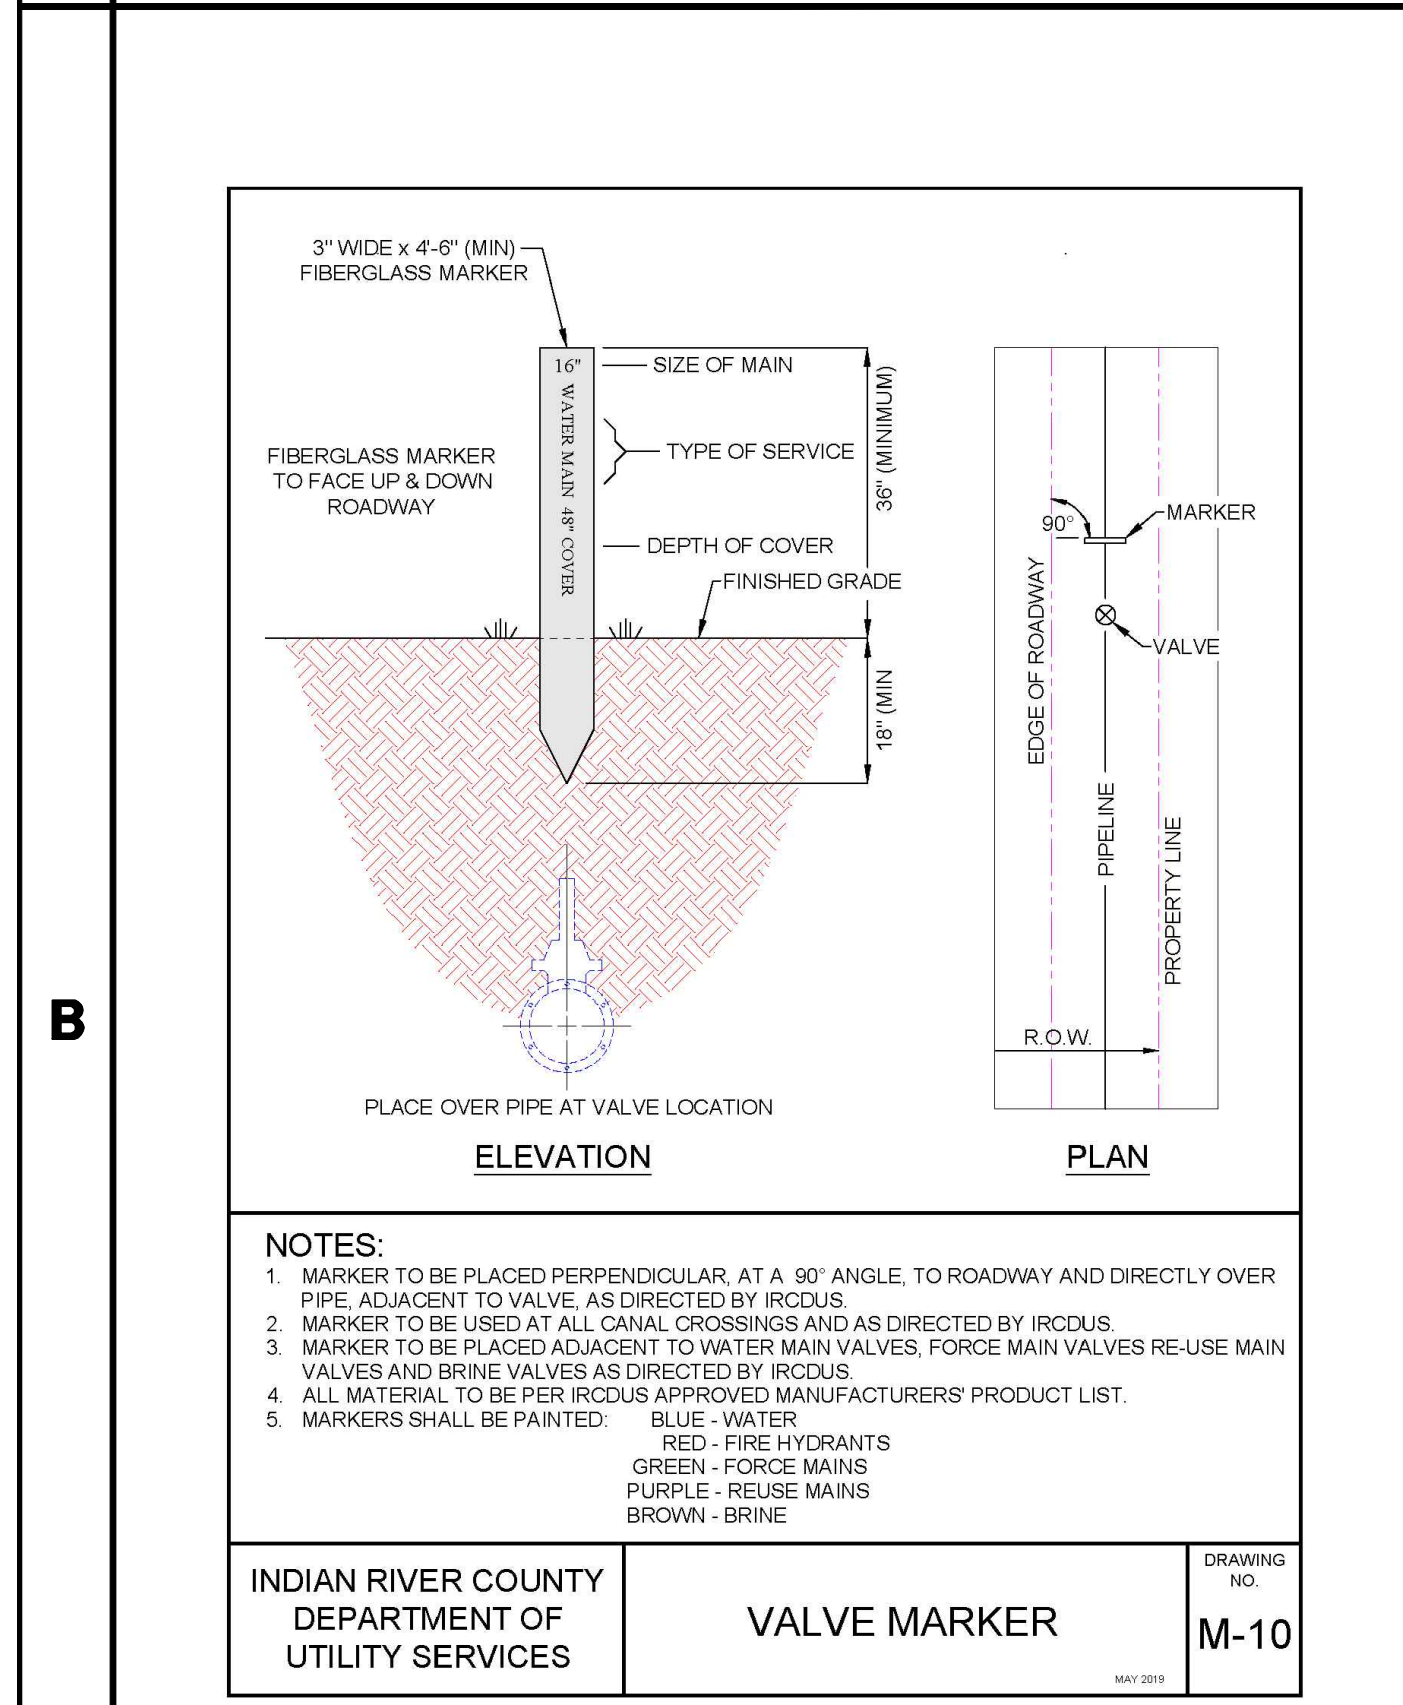 3" WIDE x 4'-6" (MIN)
FIBERGLASS MARKER
16"
WATER MAIN 48" COVER
SIZE OF MAIN
TYPE OF SERVICE
FIBERGLASS MARKER
TO FACE UP & DOWN
ROADWAY
DEPTH OF COVER
FINISHED GRADE
36" (MINIMUM)
18" (MIN
PLACE OVER PIPE AT VALVE LOCATION
ELEVATION
90°
MARKER
VALVE
EDGE OF ROADWAY
PIPELINE
PROPERTY LINE
R.O.W.
PLAN
NOTES:
1. MARKER TO BE PLACED PERPENDICULAR, AT A 90° ANGLE, TO ROADWAY AND DIRECTLY OVER
PIPE, ADJACENT TO VALVE, AS DIRECTED BY IRCDUS.
2. MARKER TO BE USED AT ALL CANAL CROSSINGS AND AS DIRECTED BY IRCDUS.
3. MARKER TO BE PLACED ADJACENT TO WATER MAIN VALVES, FORCE MAIN VALVES RE-USE MAIN
VALVES AND BRINE VALVES AS DIRECTED BY IRCDUS.
4. ALL MATERIAL TO BE PER IRCDUS APPROVED MANUFACTURERS' PRODUCT LIST.
5. MARKERS SHALL BE PAINTED: BLUE - WATER
RED - FIRE HYDRANTS
GREEN - FORCE MAINS
PURPLE - REUSE MAINS
BROWN - BRINE
B
INDIAN RIVER COUNTY
DEPARTMENT OF
UTILITY SERVICES
VALVE MARKER
MAY 2019
DRAWING
NO.
M-10